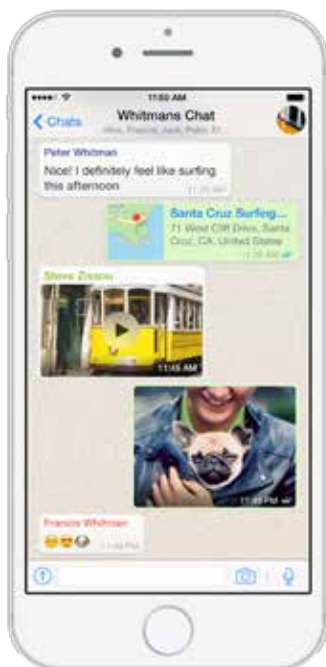 11:50 AM
Chats
Whitmans Chat
Peter Whitman
Nice! I definitely feel like surfing
this afternoon
Santa Cruz Surfing...
71 West Cliff Drive, Santa
Cruz, CA, United States
Steve Zissou
11:45 AM
Francis Whitman